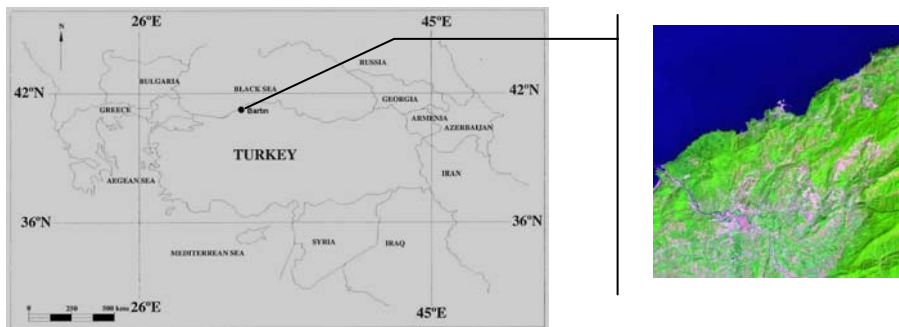 26ºE
45ºE
N
RUSSIA
BULGARIA
BLACK SEA
42ºN
42ºN
GEORGIA
GREECE
Bartın
ARMENIA
AZERBAIJAN
TURKEY
IRAN
AEGEAN SEA
36ºN
36ºN
SYRIA
IRAQ
MEDITERREAN SEA
26ºE
45ºE
0 250 500 kms